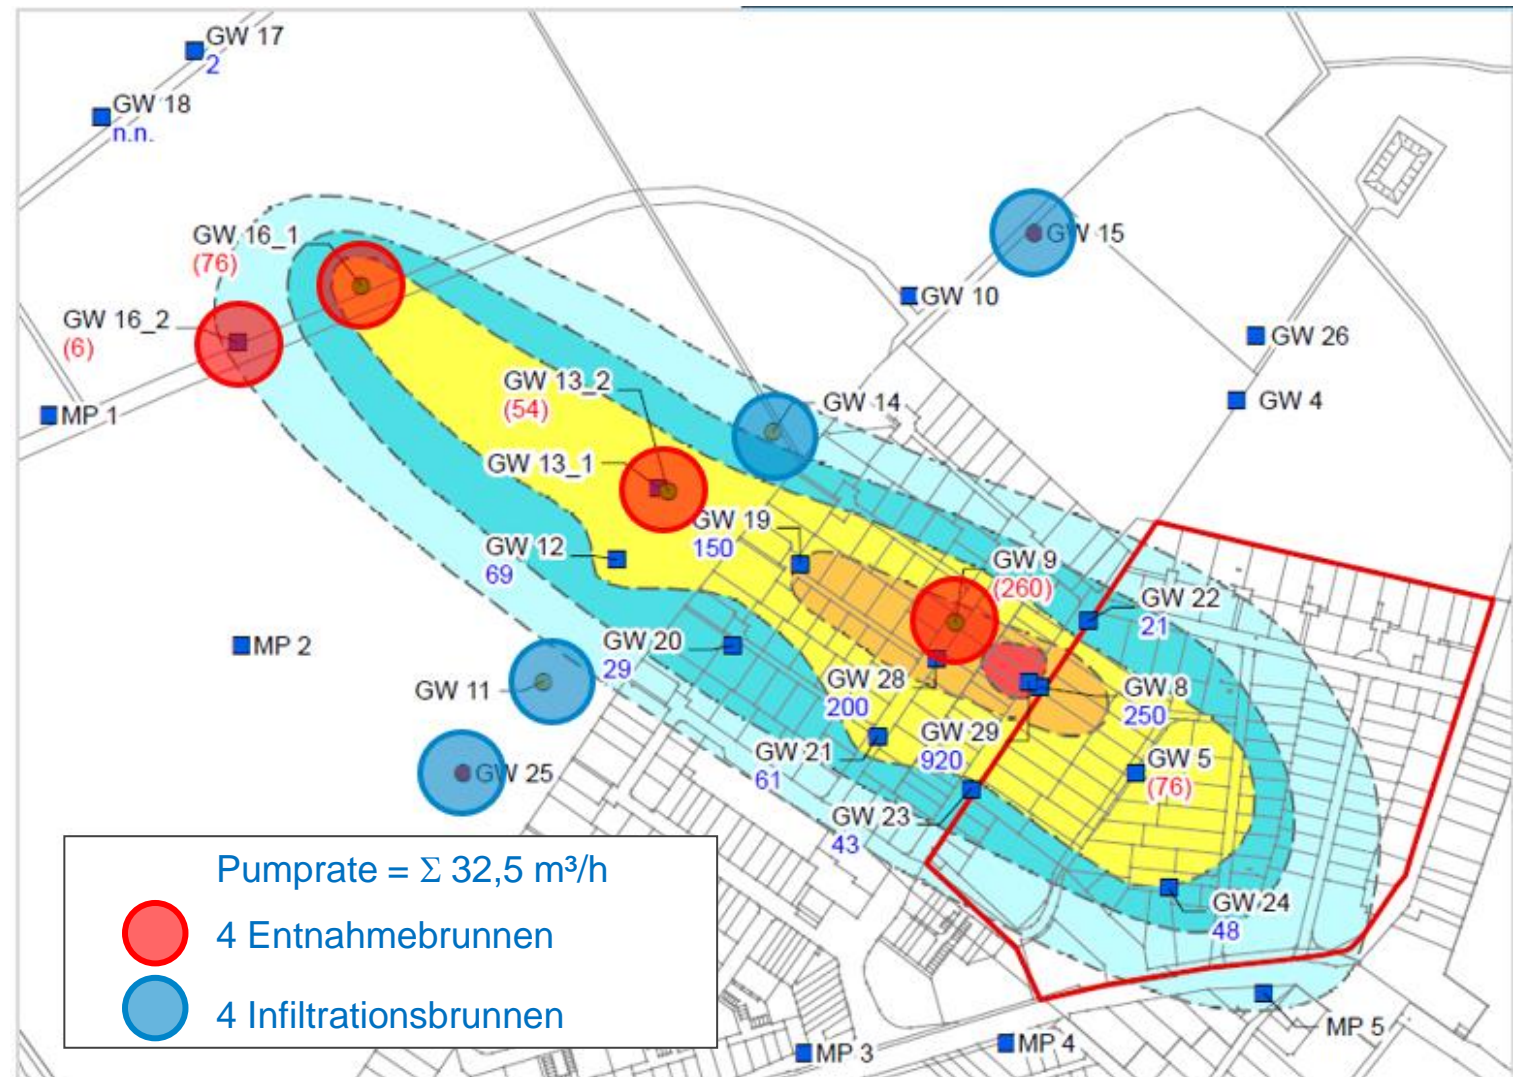 GW 17
2
GW 18
n.n.
GW 16_1
(76)
GW 15
GW 10
GW 16_2
(6)
GW 26
GW 13_2
(54)
GW 14
GW 4
MP 1
GW 13_1
GW 19
150
GW 12
69
GW 9
(260)
GW 22
21
GW 20
29
MP 2
GW 28
200
GW 11
GW 8
250
GW 29
920
GW 21
61
GW 5
(76)
GW 25
GW 23
43
GW 24
48
Pumprate = Σ 32,5 m³/h
4 Entnahmebrunnen
4 Infiltrationsbrunnen
MP 5
MP 4
MP 3